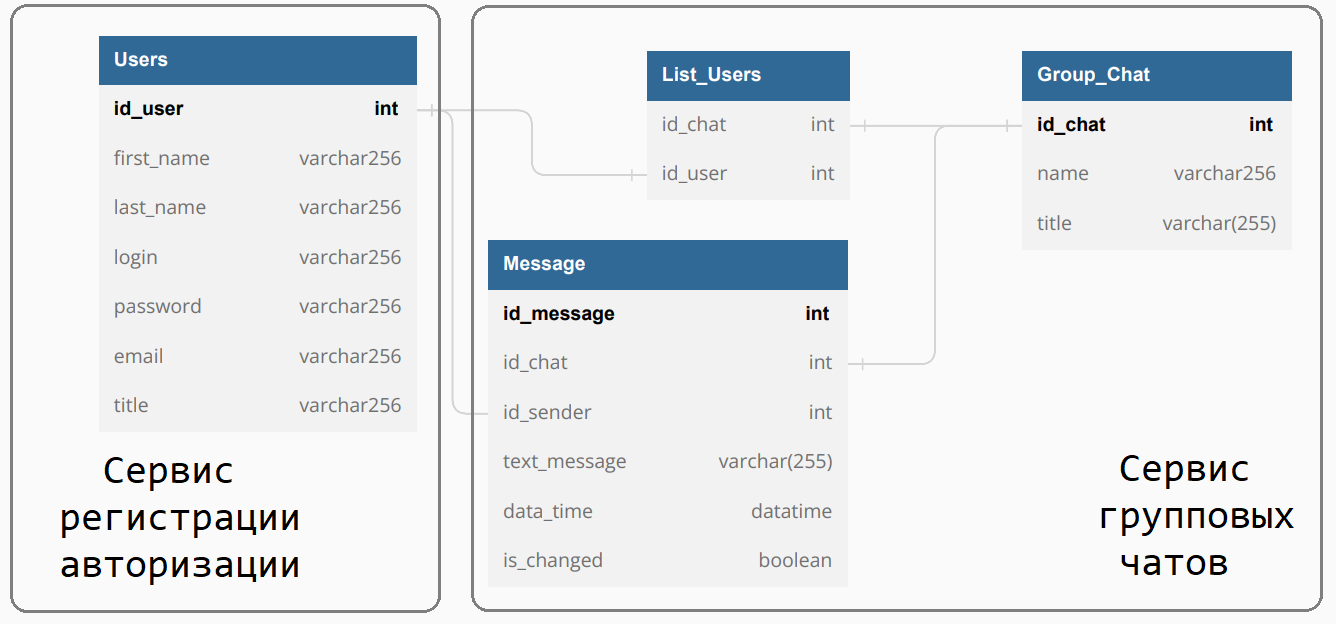 Users
id_user int
first_name varchar256
last_name varchar256
login varchar256
password varchar256
email varchar256
title varchar256
Сервис
регистрации
авторизации
List_Users
id_chat int
id_user int
Group_Chat
id_chat int
name varchar256
title varchar(255)
Message
id_message int
id_chat int
id_sender int
text_message varchar(255)
data_time datatime
is_changed boolean
Сервис
групповых
чатов